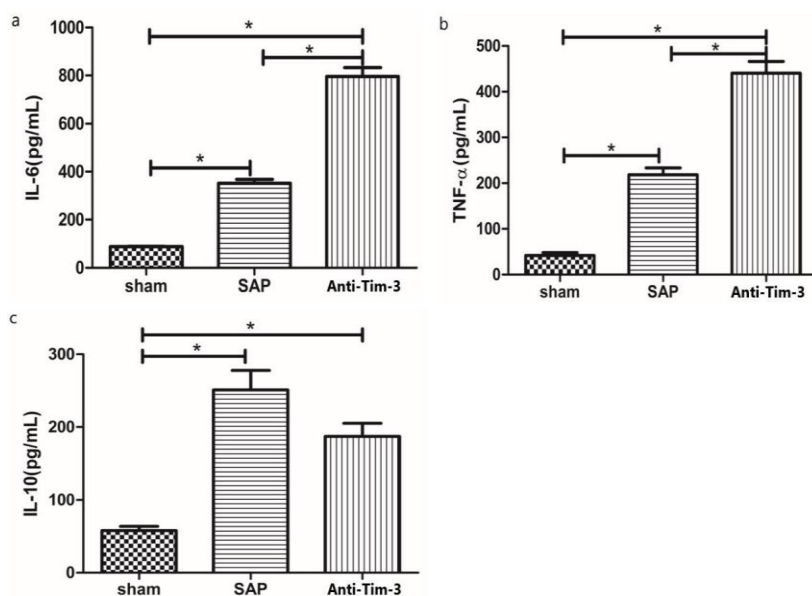 a
IL-6(pg/mL)
1000
800
600
400
200
0
*
*
*
sham
SAP
Anti-Tim-3
b
TNF-α(pg/mL)
500
400
300
200
100
0
*
*
*
sham
SAP
Anti-Tim-3
c
IL-10(pg/mL)
300
200
100
0
*
*
sham
SAP
Anti-Tim-3